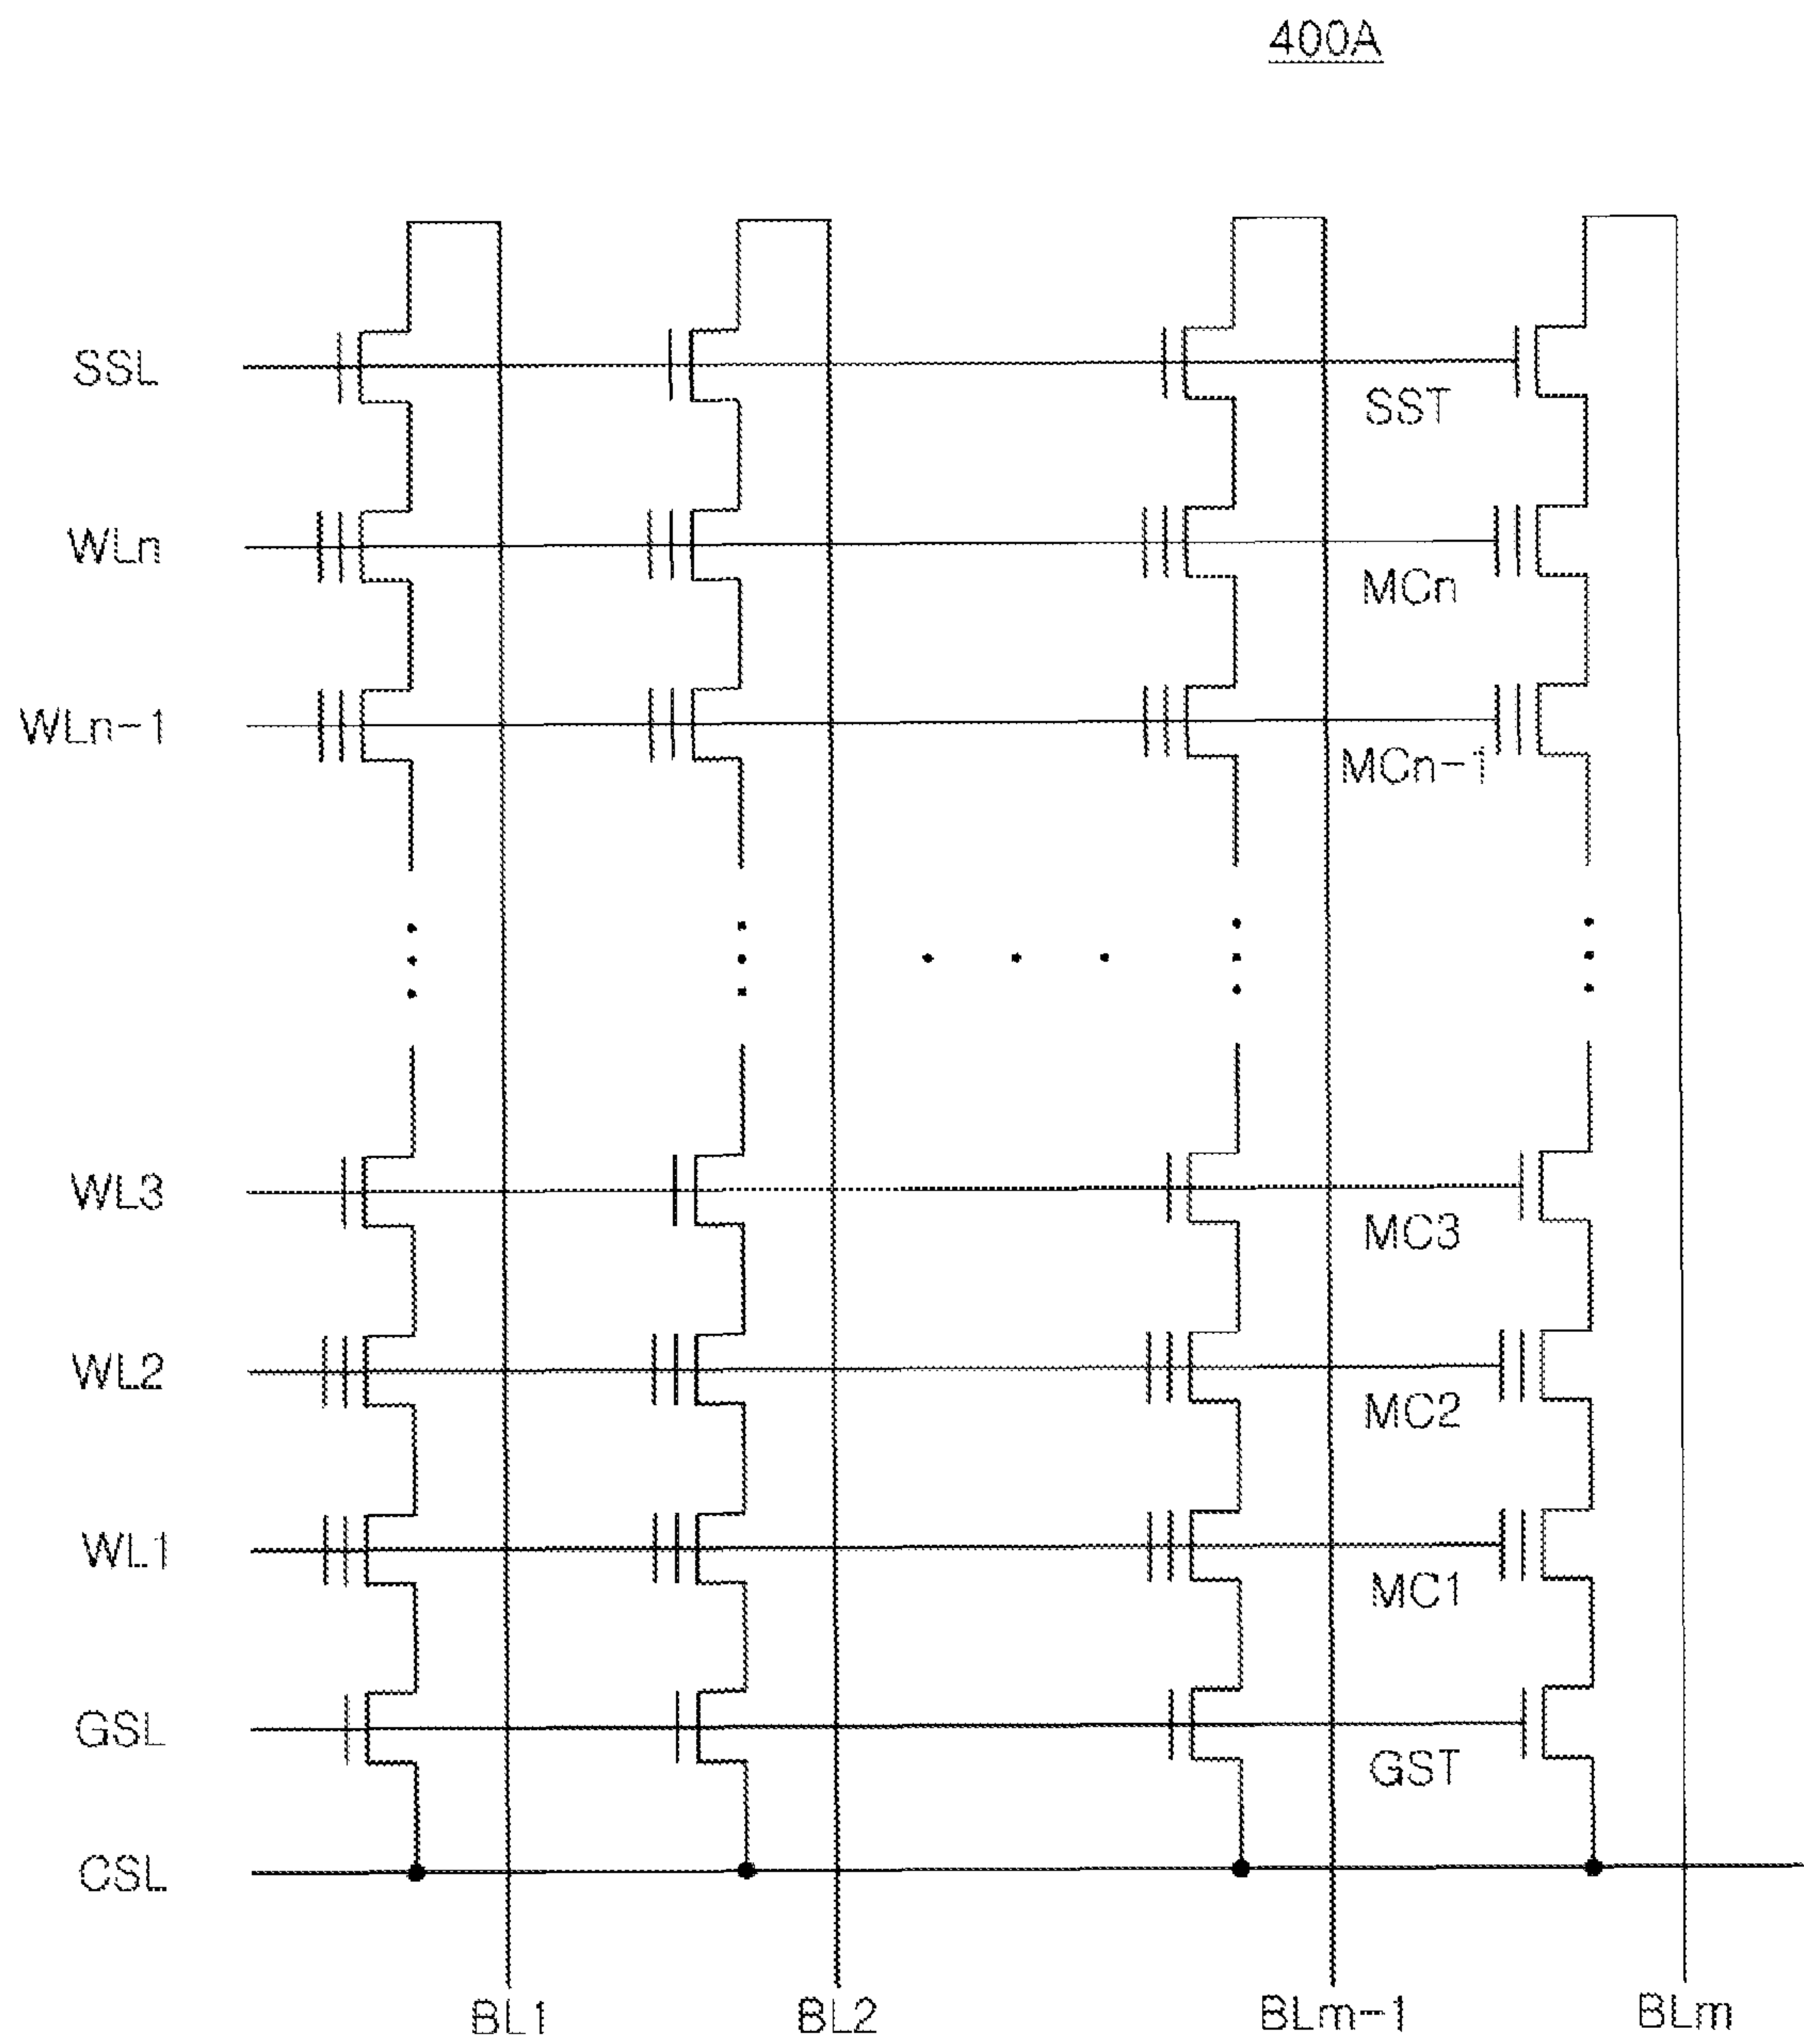 400A
SSL
SST
WLn
MCn
WLn-1
MCn-1
WL3
MC3
WL2
MC2
WL1
MC1
GSL
GST
CSL
BL1 BL2 BLm-1 BLm